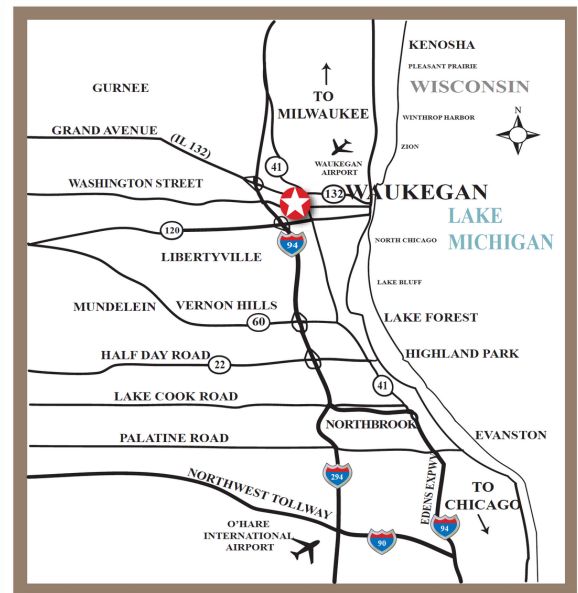 KENOSHA
PLEASANT PRAIRIE
WISCONSIN
GURNEE
TO
MILWAUKEE
WINTHROP HARBOR
N
GRAND AVENUE
(IL 132)
ZION
41
WAUKEGAN
AIRPORT
WASHINGTON STREET
132
WAUKEGAN
LAKE
MICHIGAN
120
94
NORTH CHICAGO
LIBERTYVILLE
LAKE BLUFF
MUNDELEIN
VERNON HILLS
60
LAKE FOREST
HALF DAY ROAD
22
HIGHLAND PARK
41
LAKE COOK ROAD
NORTHBROOK
PALATINE ROAD
EVANSTON
294
NORTHWEST TOLLWAY
EDENS EXPWY
TO
CHICAGO
O'HARE
INTERNATIONAL
AIRPORT
90
94